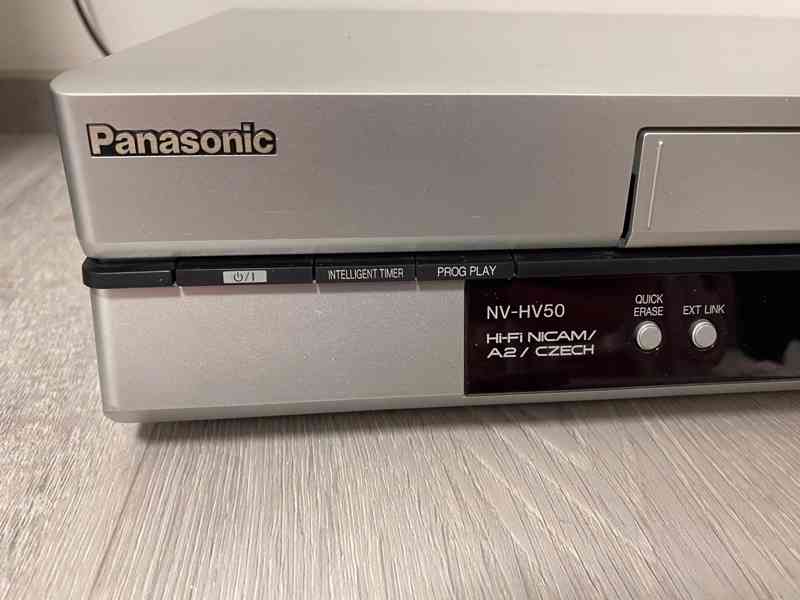 Panasonic
⏻/I
INTELLIGENT TIMER
PROG PLAY
NV-HV50
Hi-Fi NICAM/
A2 / CZECH
QUICK
ERASE
EXT LINK